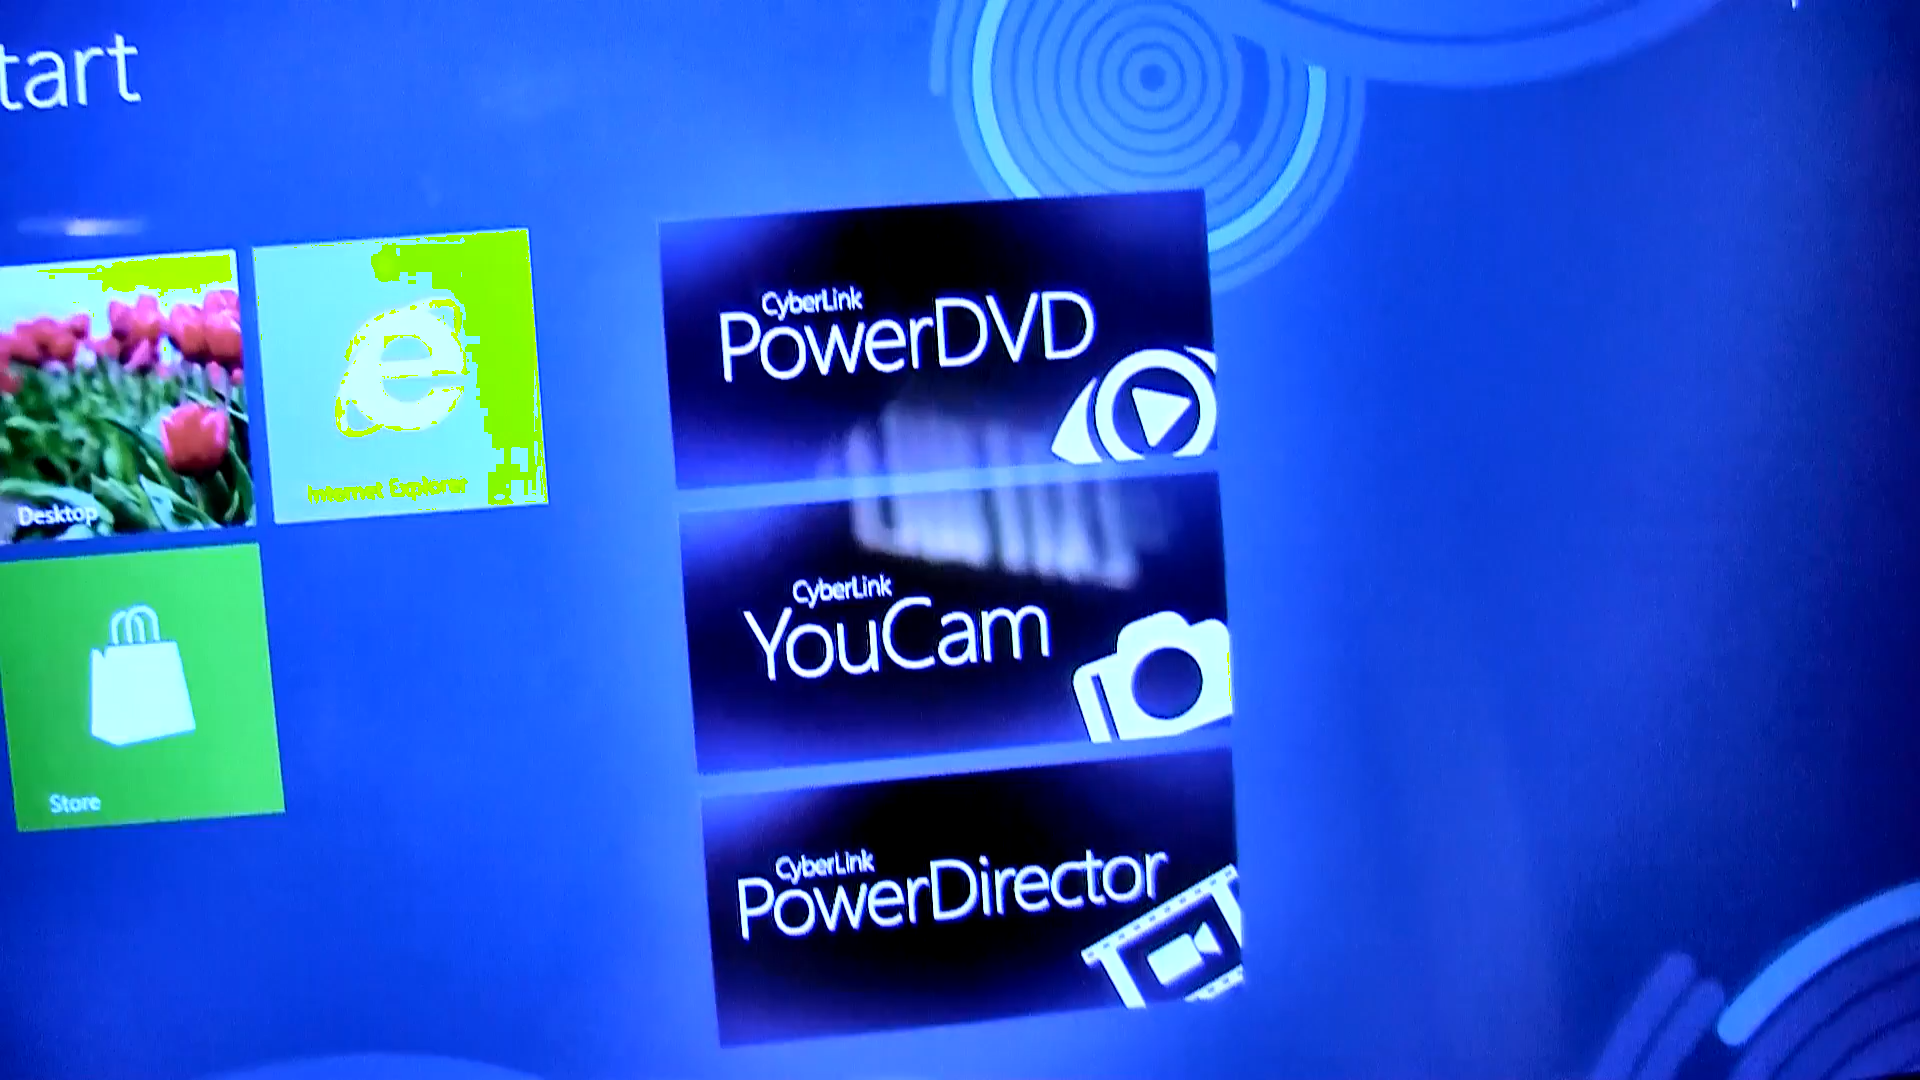 tart
Desktop
Internet Explorer
Store
CyberLink
PowerDVD
CyberLink
YouCam
CyberLink
PowerDirector